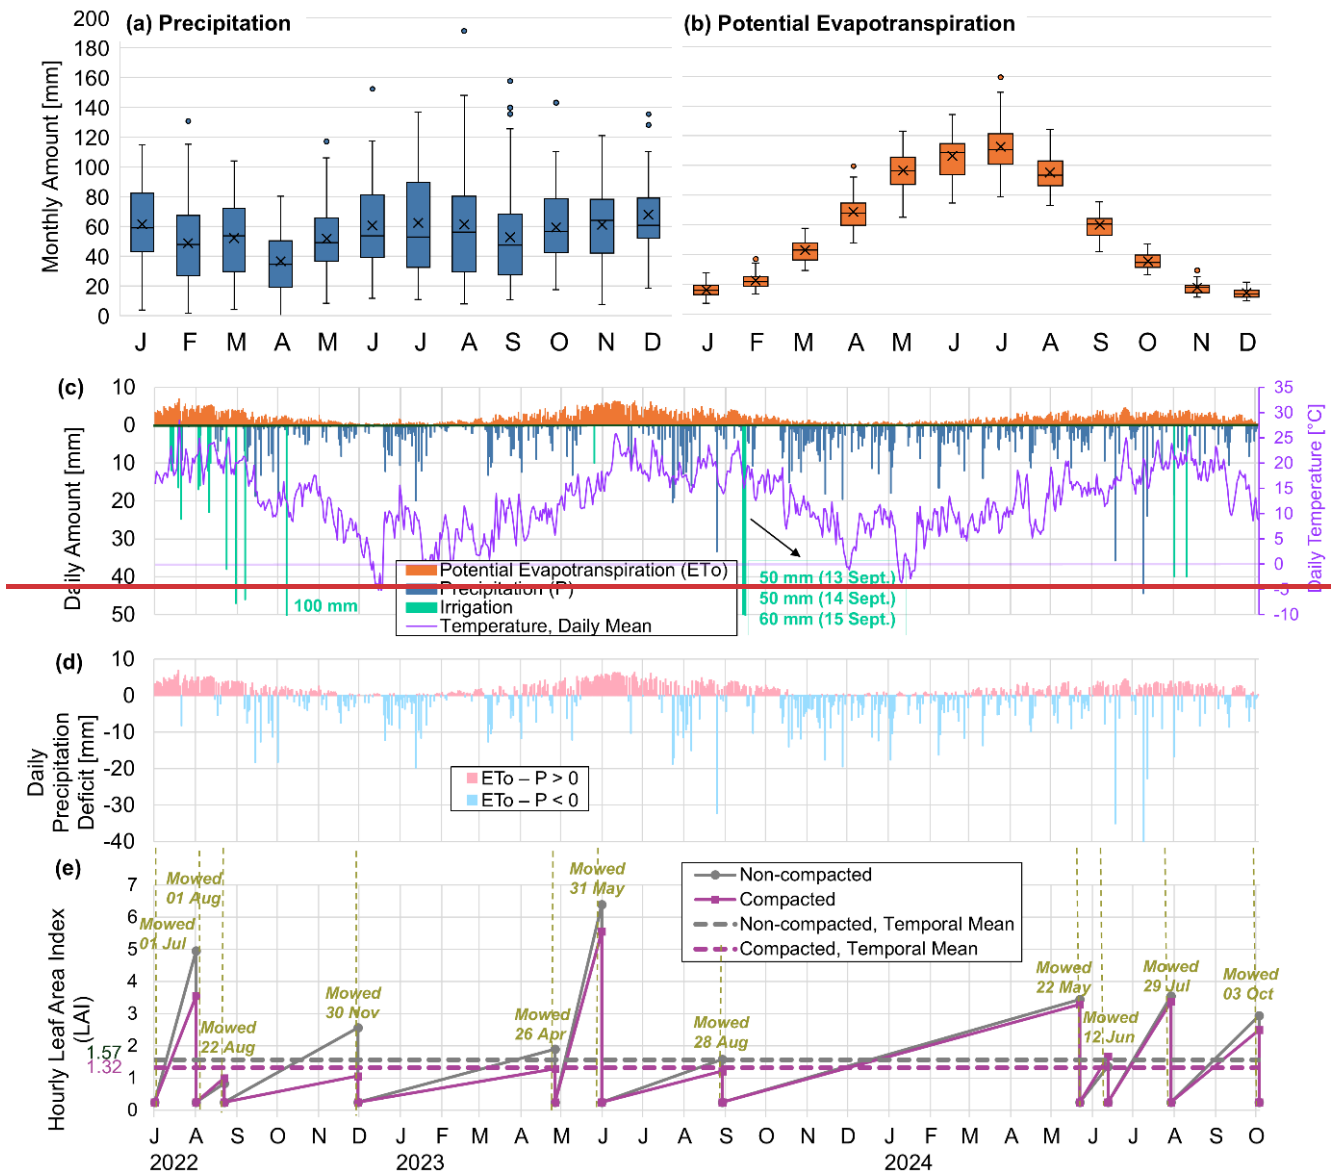 (a) Precipitation
(b) Potential Evapotranspiration
Monthly Amount [mm]
200
180
160
140
120
100
80
60
40
20
0
J F M A M J J A S O N D
J F M A M J J A S O N D
(c)
Daily Amount [mm]
10
0
10
20
30
40
50
Daily Temperature [°C]
35
30
25
20
15
10
5
0
-5
-10
100 mm
Potential Evapotranspiration (ETo)
Precipitation (P)
Irrigation
Temperature, Daily Mean
50 mm (13 Sept.)
50 mm (14 Sept.)
60 mm (15 Sept.)
(d)
Daily
Precipitation
Deficit [mm]
10
0
-10
-20
-30
-40
ETo – P > 0
ETo – P < 0
(e)
Hourly Leaf Area Index
(LAI)
7
6
5
4
3
2
1.57
1.32
1
0
Mowed
01 Aug
Mowed
01 Jul
Mowed
22 Aug
Mowed
30 Nov
Mowed
26 Apr
Mowed
31 May
Mowed
28 Aug
Non-compacted
Compacted
Non-compacted, Temporal Mean
Compacted, Temporal Mean
Mowed
22 May
Mowed
12 Jun
Mowed
29 Jul
Mowed
03 Oct
J A S O N D J F M A M J J A S O N D J F M A M J J A S O
2022 2023 2024